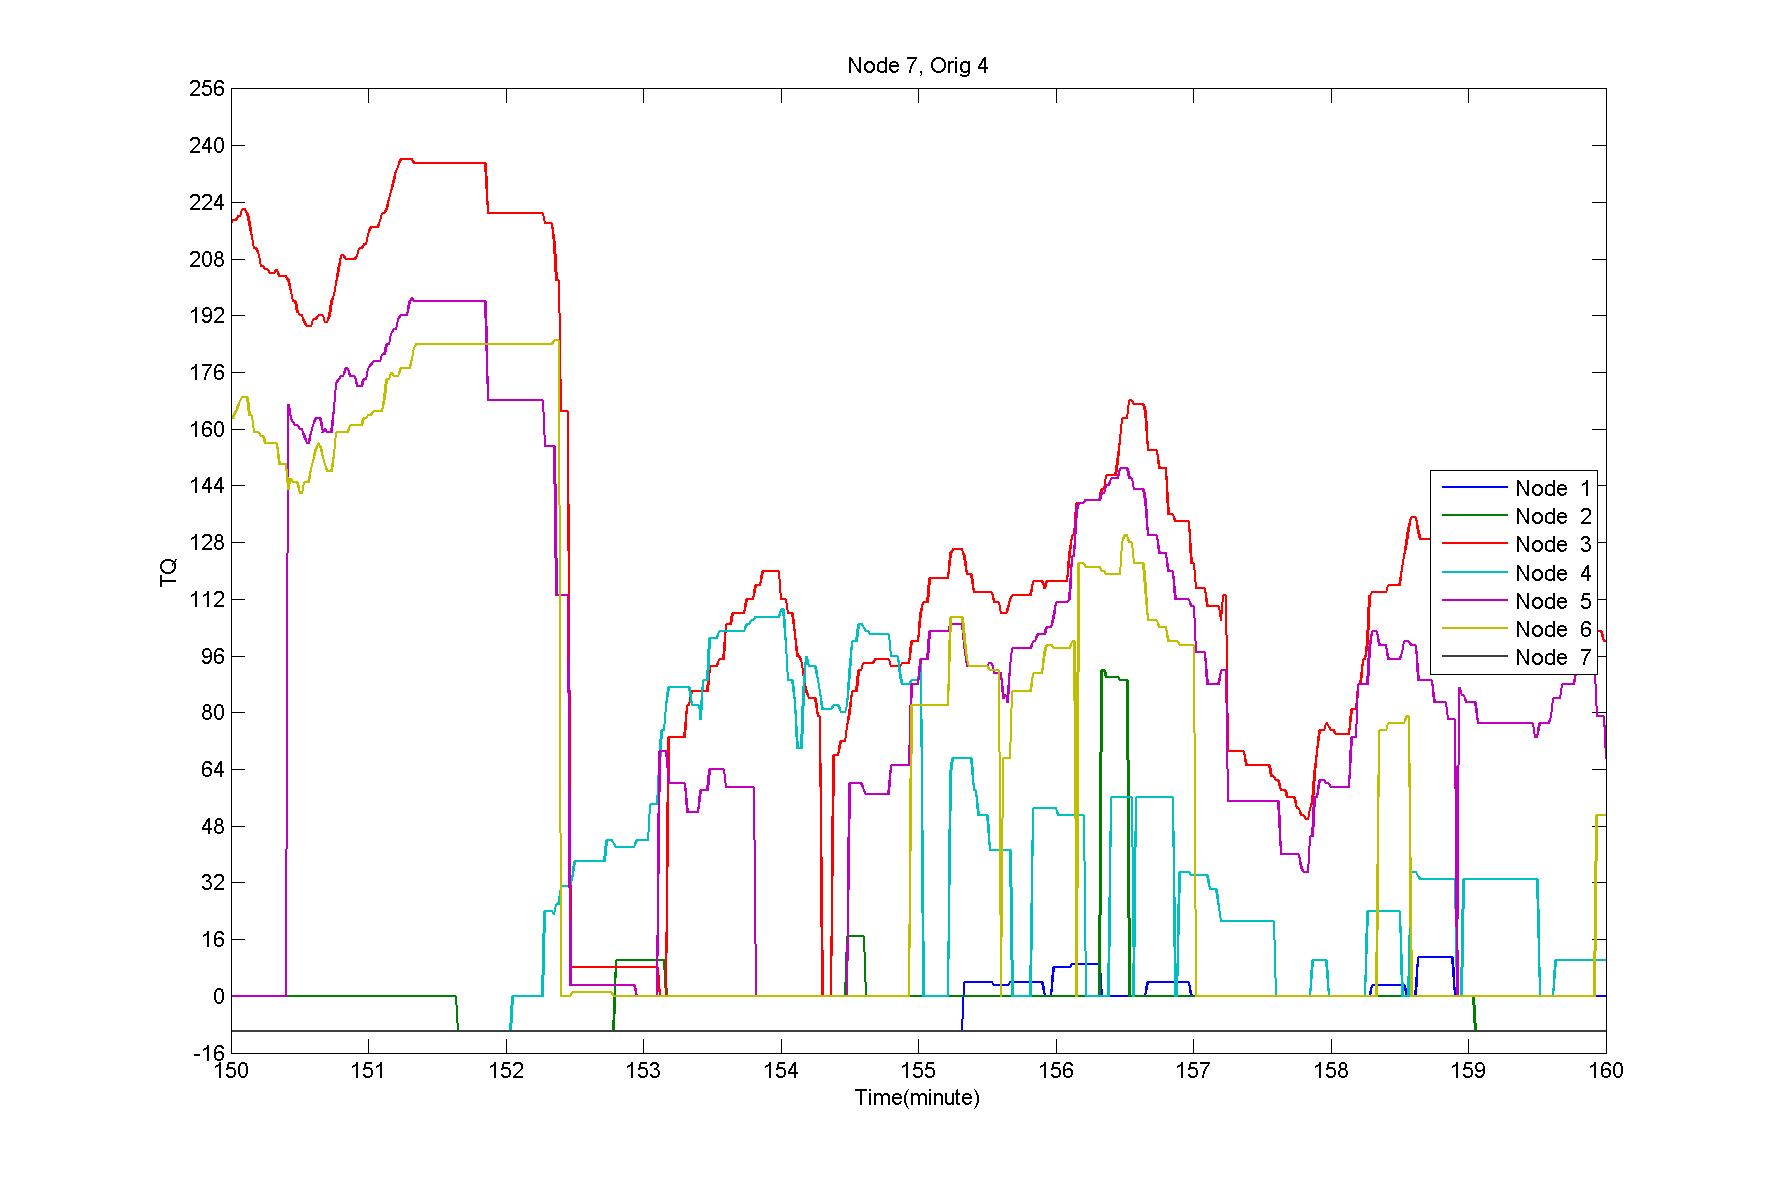 Node 7, Orig 4
256
240
224
208
192
176
160
144
128
112
96
80
64
48
32
16
0
-16
TQ
Node 1
Node 2
Node 3
Node 4
Node 5
Node 6
Node 7
150 151 152 153 154 155 156 157 158 159 160
Time(minute)